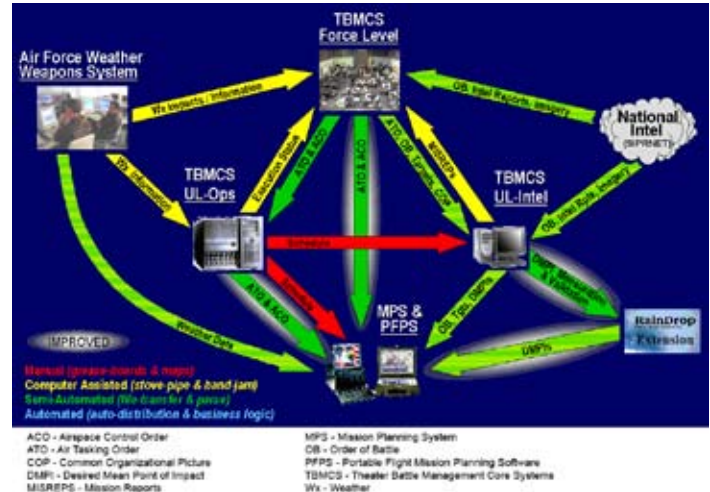 TBMCS
Force Level
Air Force Weather
Weapons System
Wx Impacts / Information
OB, Intel Reports, Imagery
National
Intel
(SIPRNET)
Wx Information
Execution Status
ATO & ACO
ATO & ACO
ATO, OB, Targets, COP
MISREPS
TBMCS
UL-Ops
TBMCS
UL-Intel
OB, Intel Rpts, Imagery
Schedule
Schedule
ATO & ACO
Weather Data
MPS &
PFPS
OB, Tgts, DMPIs
DMPI, Mensuration
& Validation
DMPIs
RainDrop
Extension
IMPROVED
Manual (grease-boards & maps)
Computer Assisted (stove-pipe & hand-jam)
Semi-Automated (file-transfer & parse)
Automated (auto-distribution & business logic)
ACO - Airspace Control Order
ATO - Air Tasking Order
COP - Common Organizational Picture
DMPI - Desired Mean Point of Impact
MISREPS - Mission Reports
MPS - Mission Planning System
OB - Order of Battle
PFPS - Portable Flight Mission Planning Software
TBMCS - Theater Battle Management Core Systems
Wx - Weather